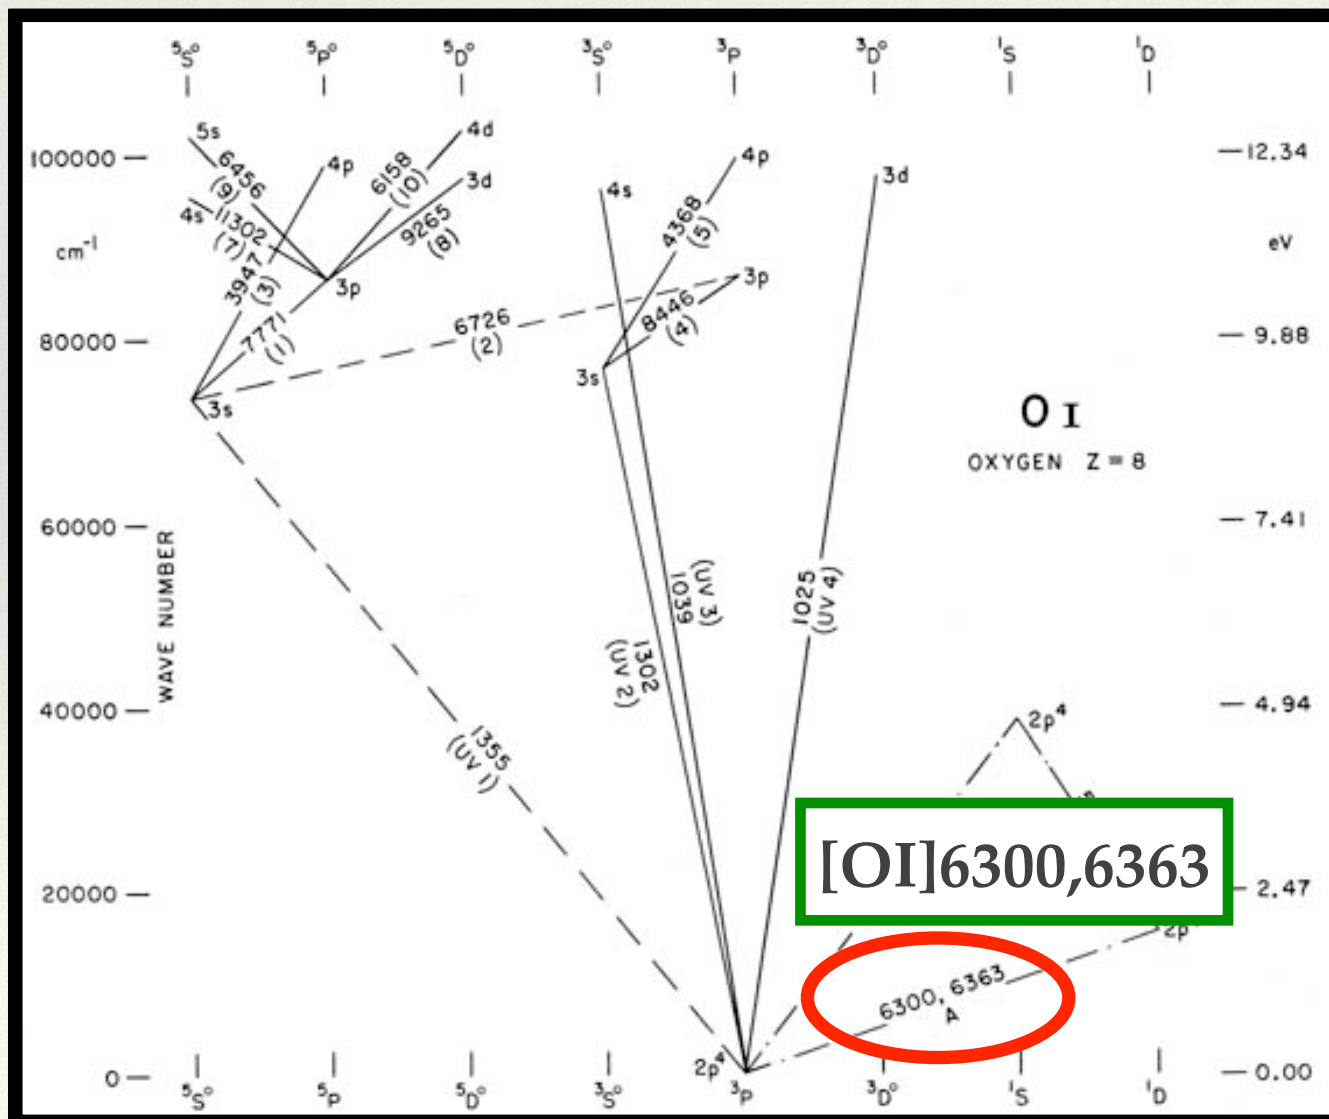 ⁵S° ⁵P° ⁵D° ³S° ³P ³D° ¹S ¹D
5s
4d
100000
6456
(9)
4p
6158
(10)
3d
4s
4p
3d
12.34
4s
11302
(7)
9265
(8)
4368
(5)
cm⁻¹
eV
3947
(3)
3p
3p
7771
(1)
8446
(4)
80000
6726
(2)
9.88
3s
3s
O I
OXYGEN Z = 8
60000
7.41
WAVE NUMBER
(UV 3)
1039
1025
(UV 4)
1302
(UV 2)
40000
1355
(UV 1)
2p⁴
4.94
[OI]6300,6363
20000
2.47
2p
6300, 6363
A
2p⁴
0
0.00
⁵S° ⁵P ⁵D° ³S° ³P ³D° ¹S ¹D